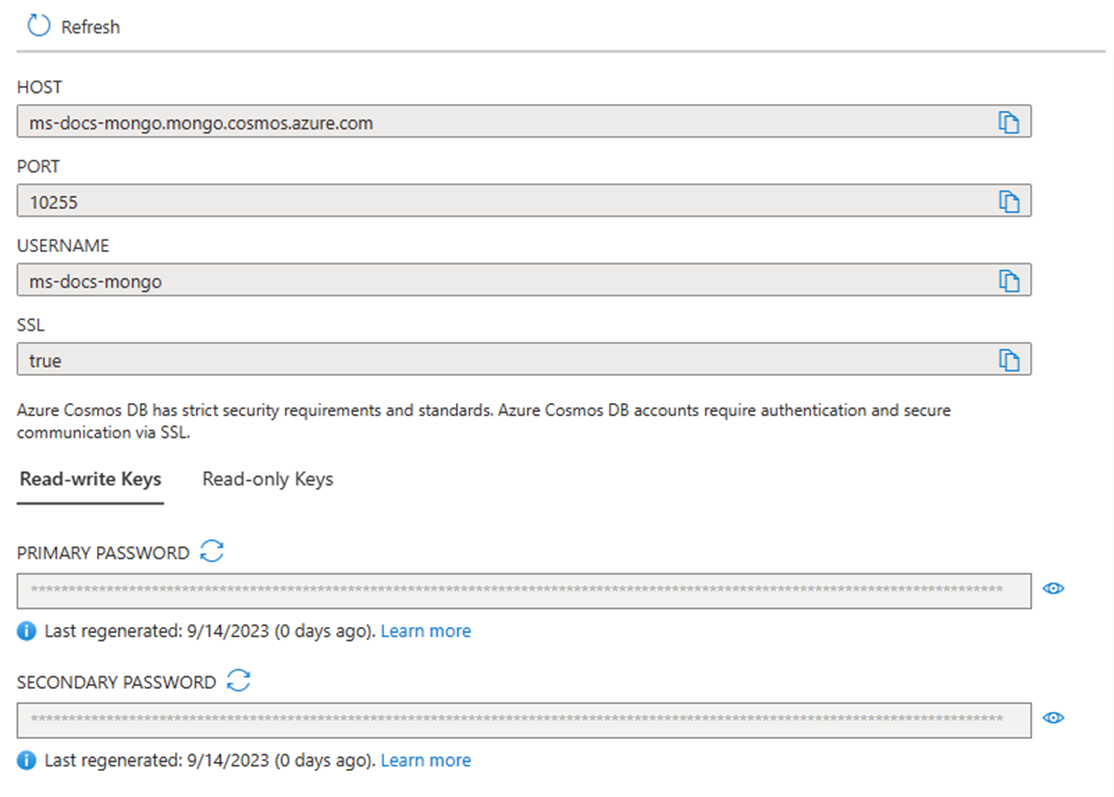 Refresh
HOST
ms-docs-mongo.mongo.cosmos.azure.com
PORT
10255
USERNAME
ms-docs-mongo
SSL
true
Azure Cosmos DB has strict security requirements and standards. Azure Cosmos DB accounts require authentication and secure
communication via SSL.
Read-write Keys Read-only Keys
PRIMARY PASSWORD
****************************************************************************************************************************
Last regenerated: 9/14/2023 (0 days ago). Learn more
SECONDARY PASSWORD
****************************************************************************************************************************
Last regenerated: 9/14/2023 (0 days ago). Learn more